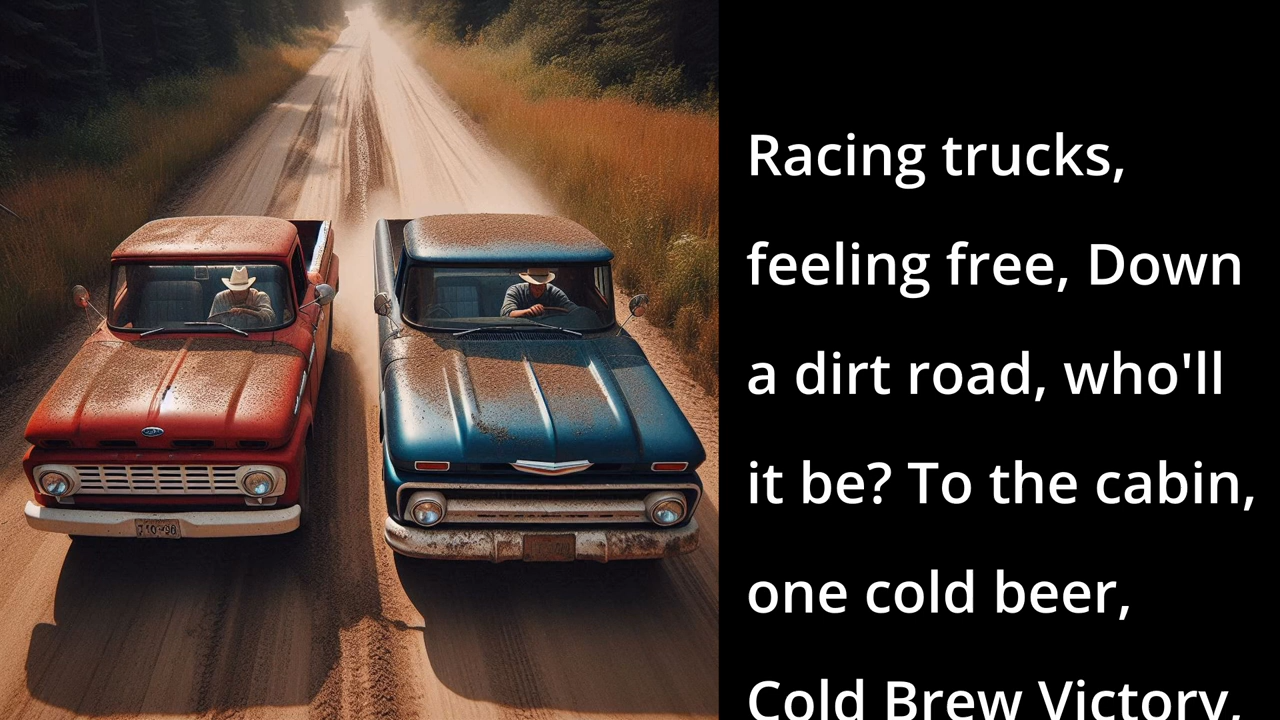 Racing trucks,
feeling free, Down
a dirt road, who'll
it be? To the cabin,
one cold beer,
Cold Brew Victory,